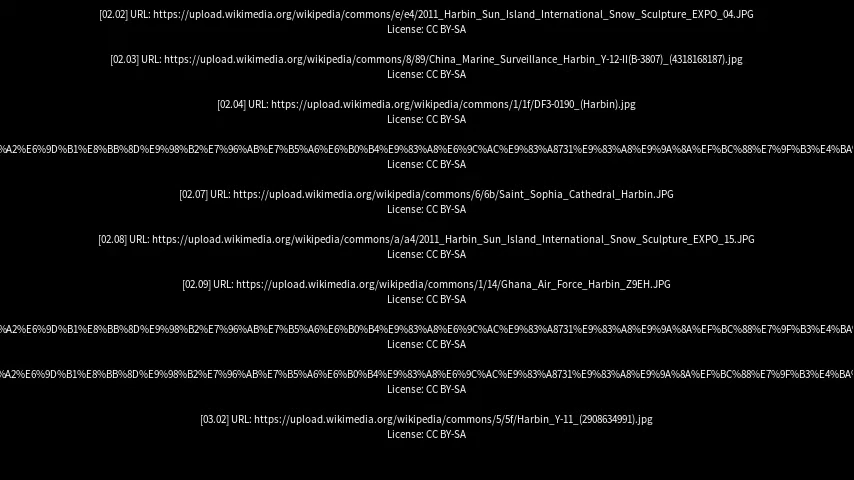 [02.02] URL: https://upload.wikimedia.org/wikipedia/commons/e/e4/2011_Harbin_Sun_Island_International_Snow_Sculpture_EXPO_04.JPG
License: CC BY-SA
[02.03] URL: https://upload.wikimedia.org/wikipedia/commons/8/89/China_Marine_Surveillance_Harbin_Y-12-II(B-3807)_(4318168187).jpg
License: CC BY-SA
[02.04] URL: https://upload.wikimedia.org/wikipedia/commons/1/1f/DF3-0190_(Harbin).jpg
License: CC BY-SA
%A2%E6%9D%B1%E8%BB%8D%E9%98%B2%E7%96%AB%E7%B5%A6%E6%B0%B4%E9%83%A8%E6%9C%AC%E9%83%A8731%E9%83%A8%E9%9A%8A%EF%BC%88%E7%9F%B3%E4%BA%
License: CC BY-SA
[02.07] URL: https://upload.wikimedia.org/wikipedia/commons/6/6b/Saint_Sophia_Cathedral_Harbin.JPG
License: CC BY-SA
[02.08] URL: https://upload.wikimedia.org/wikipedia/commons/a/a4/2011_Harbin_Sun_Island_International_Snow_Sculpture_EXPO_15.JPG
License: CC BY-SA
[02.09] URL: https://upload.wikimedia.org/wikipedia/commons/1/14/Ghana_Air_Force_Harbin_Z9EH.JPG
License: CC BY-SA
%A2%E6%9D%B1%E8%BB%8D%E9%98%B2%E7%96%AB%E7%B5%A6%E6%B0%B4%E9%83%A8%E6%9C%AC%E9%83%A8731%E9%83%A8%E9%9A%8A%EF%BC%88%E7%9F%B3%E4%BA%
License: CC BY-SA
%A2%E6%9D%B1%E8%BB%8D%E9%98%B2%E7%96%AB%E7%B5%A6%E6%B0%B4%E9%83%A8%E6%9C%AC%E9%83%A8731%E9%83%A8%E9%9A%8A%EF%BC%88%E7%9F%B3%E4%BA%
License: CC BY-SA
[03.02] URL: https://upload.wikimedia.org/wikipedia/commons/5/5f/Harbin_Y-11_(2908634991).jpg
License: CC BY-SA